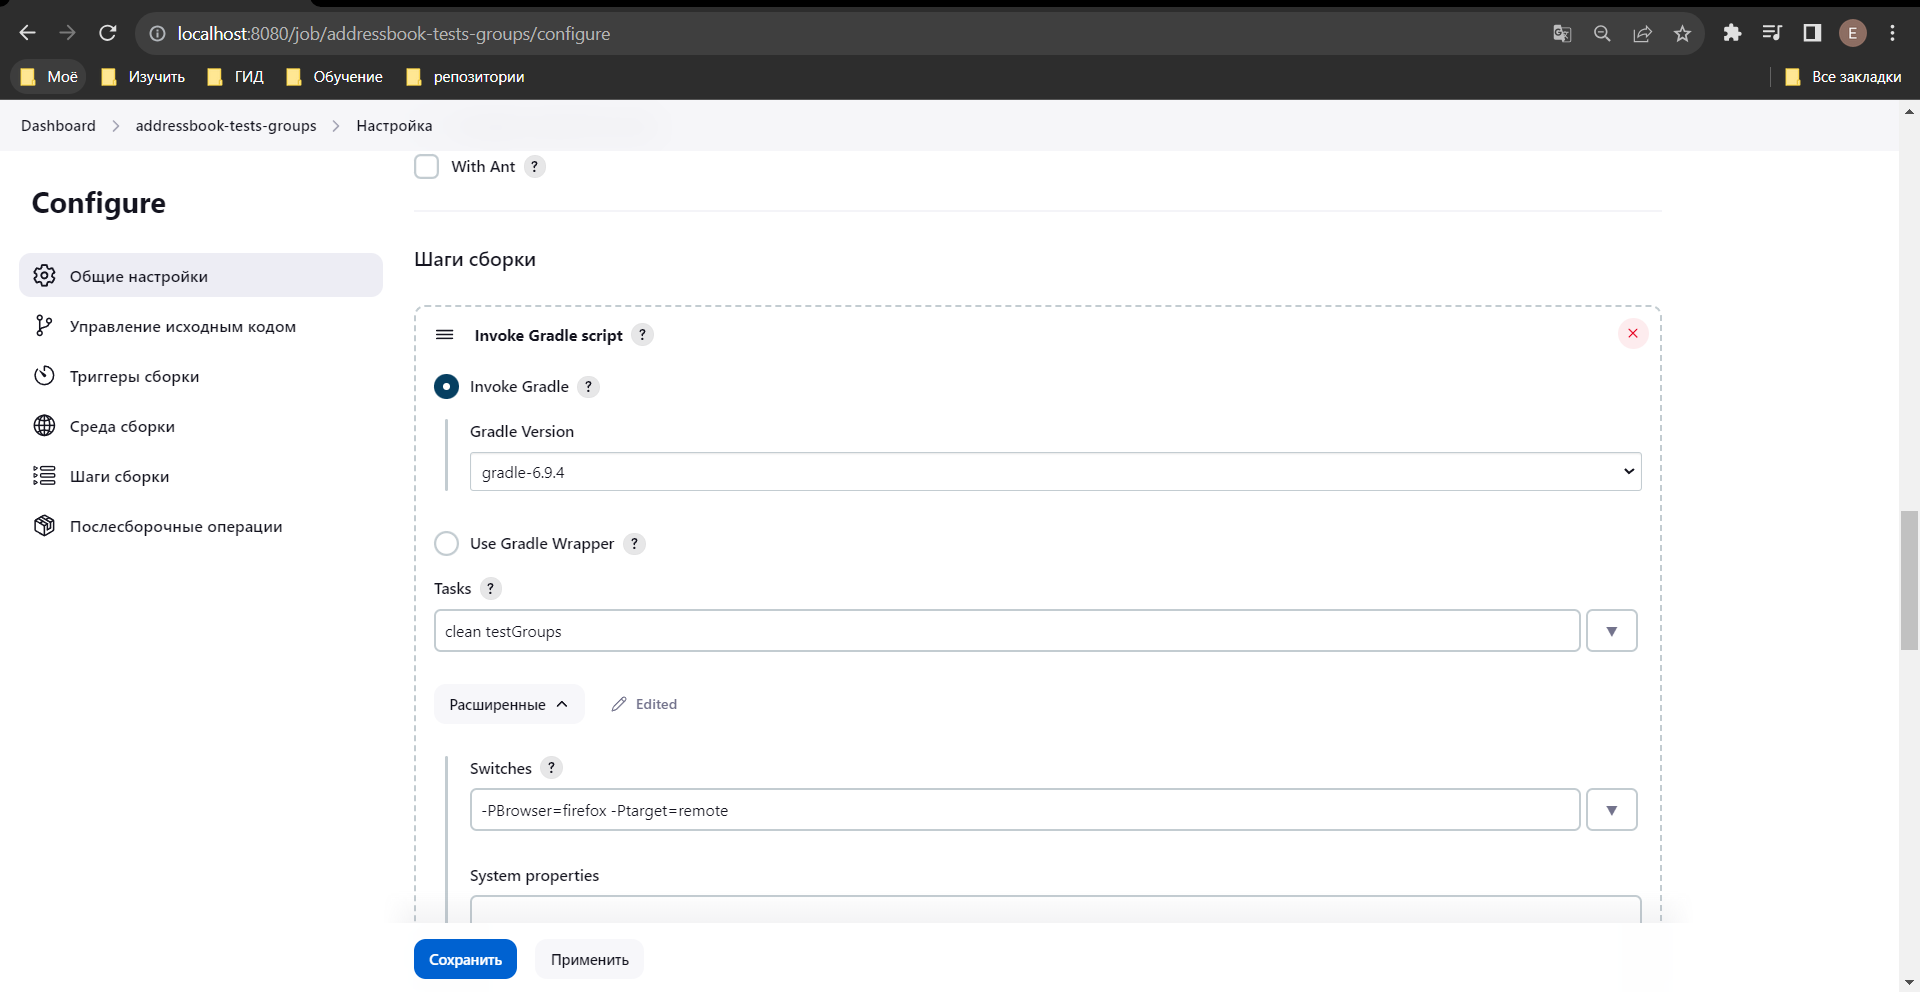 localhost:8080/job/addressbook-tests-groups/configure
E
Моё
Изучить
ГИД
Обучение
репозитории
Все закладки
Dashboard
addressbook-tests-groups
Настройка
With Ant ?
Configure
Общие настройки
Управление исходным кодом
Триггеры сборки
Среда сборки
Шаги сборки
Послесборочные операции
Шаги сборки
Invoke Gradle script ?
Invoke Gradle ?
Gradle Version
gradle-6.9.4
Use Gradle Wrapper ?
Tasks ?
clean testGroups
Расширенные
Edited
Switches ?
-PBrowser=firefox -Ptarget=remote
System properties
Сохранить
Применить